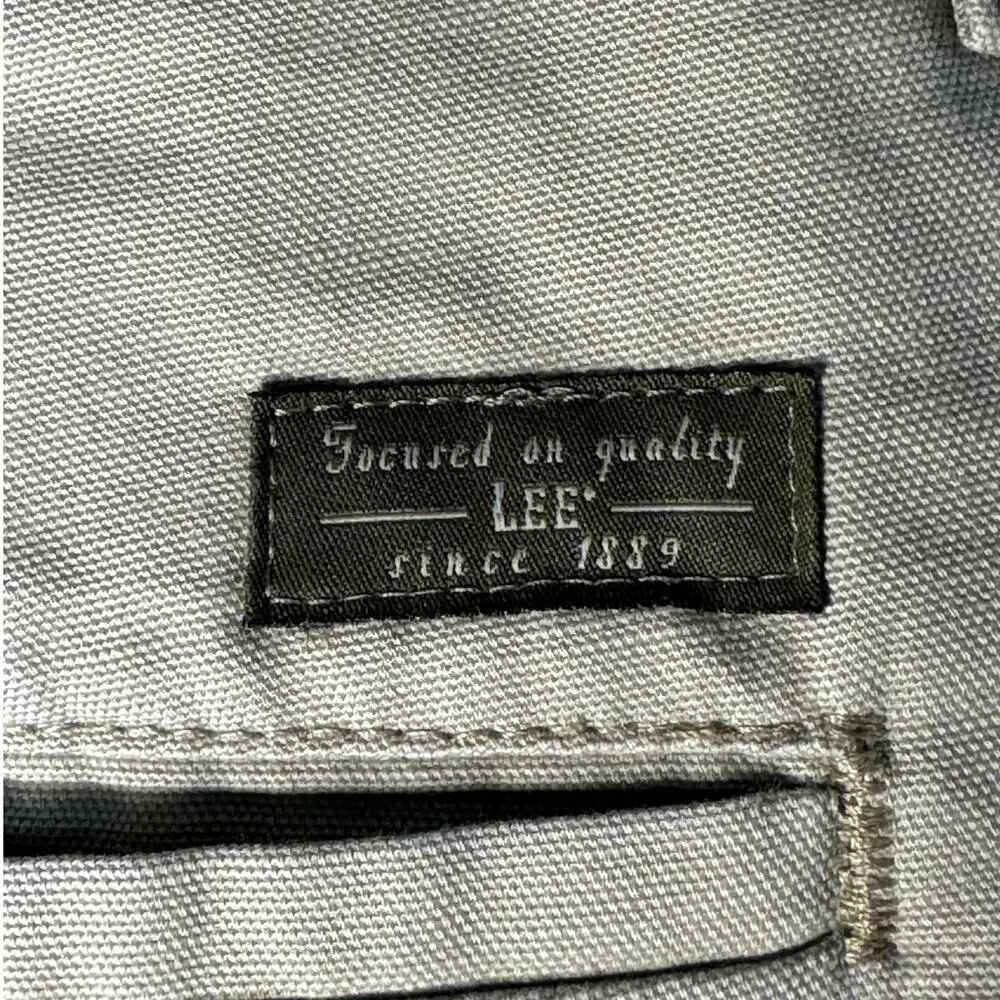 Focused on quality
LEE®
since 1889